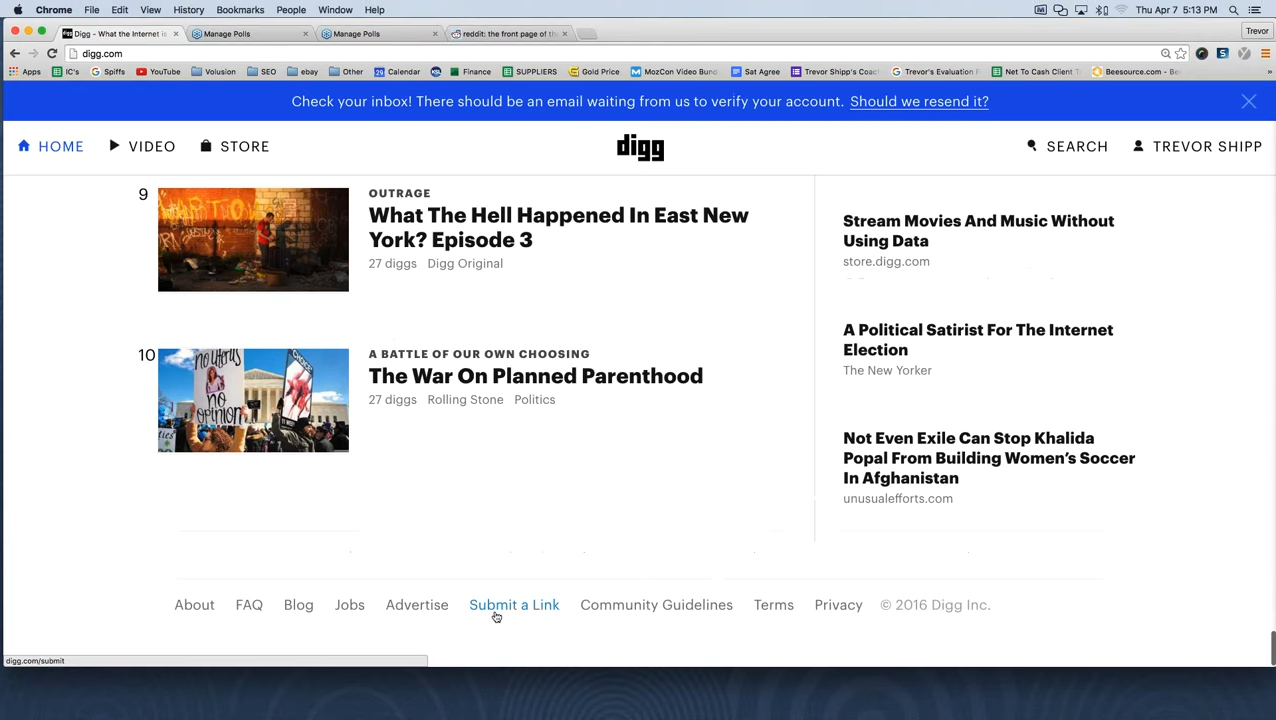 Chrome File Edit View History Bookmarks People Window Help Thu Apr 7 5:13 PM
Digg - What the Internet is Manage Polls Manage Polls reddit: the front page of th Trevor
digg.com
Apps IC's Spiffs YouTube Volusion SEO ebay Other Calendar Finance SUPPLIERS Gold Price MozCon Video Bund Sat Agree Trevor Shipp's Coac Trevor's Evaluation Net To Cash Client T Beesource.com - Be
Check your inbox! There should be an email waiting from us to verify your account. Should we resend it?
HOME VIDEO STORE digg SEARCH TREVOR SHIPP
9
OUTRAGE
What The Hell Happened In East New
York? Episode 3
27 diggs Digg Original
10
A BATTLE OF OUR OWN CHOOSING
The War On Planned Parenthood
27 diggs Rolling Stone Politics
no uterus
no
opinion
Stream Movies And Music Without
Using Data
store.digg.com
A Political Satirist For The Internet
Election
The New Yorker
Not Even Exile Can Stop Khalida
Popal From Building Women's Soccer
In Afghanistan
unusualefforts.com
About FAQ Blog Jobs Advertise Submit a Link Community Guidelines Terms Privacy © 2016 Digg Inc.
digg.com/submit